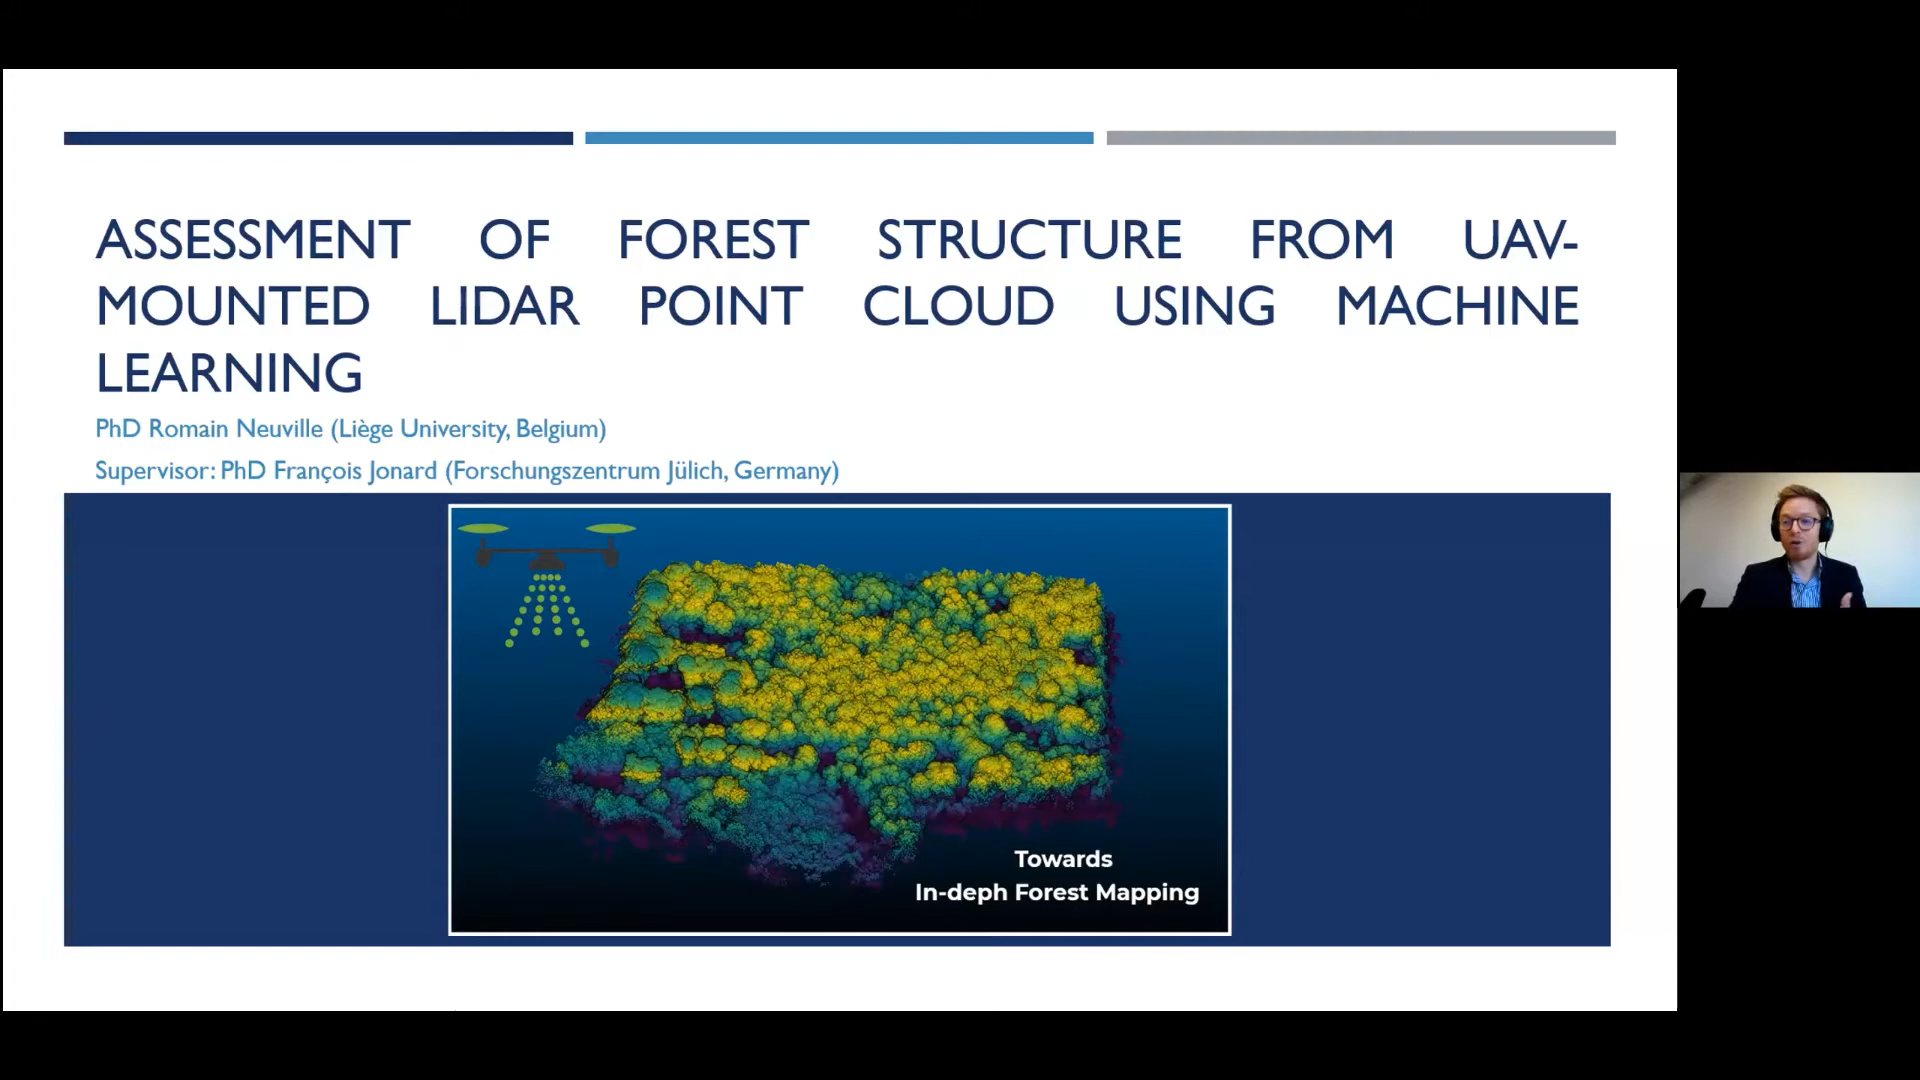 ASSESSMENT OF FOREST STRUCTURE FROM UAV-
MOUNTED LIDAR POINT CLOUD USING MACHINE
LEARNING
PhD Romain Neuville (Liège University, Belgium)
Supervisor: PhD François Jonard (Forschungszentrum Jülich, Germany)
Towards
In-deph Forest Mapping